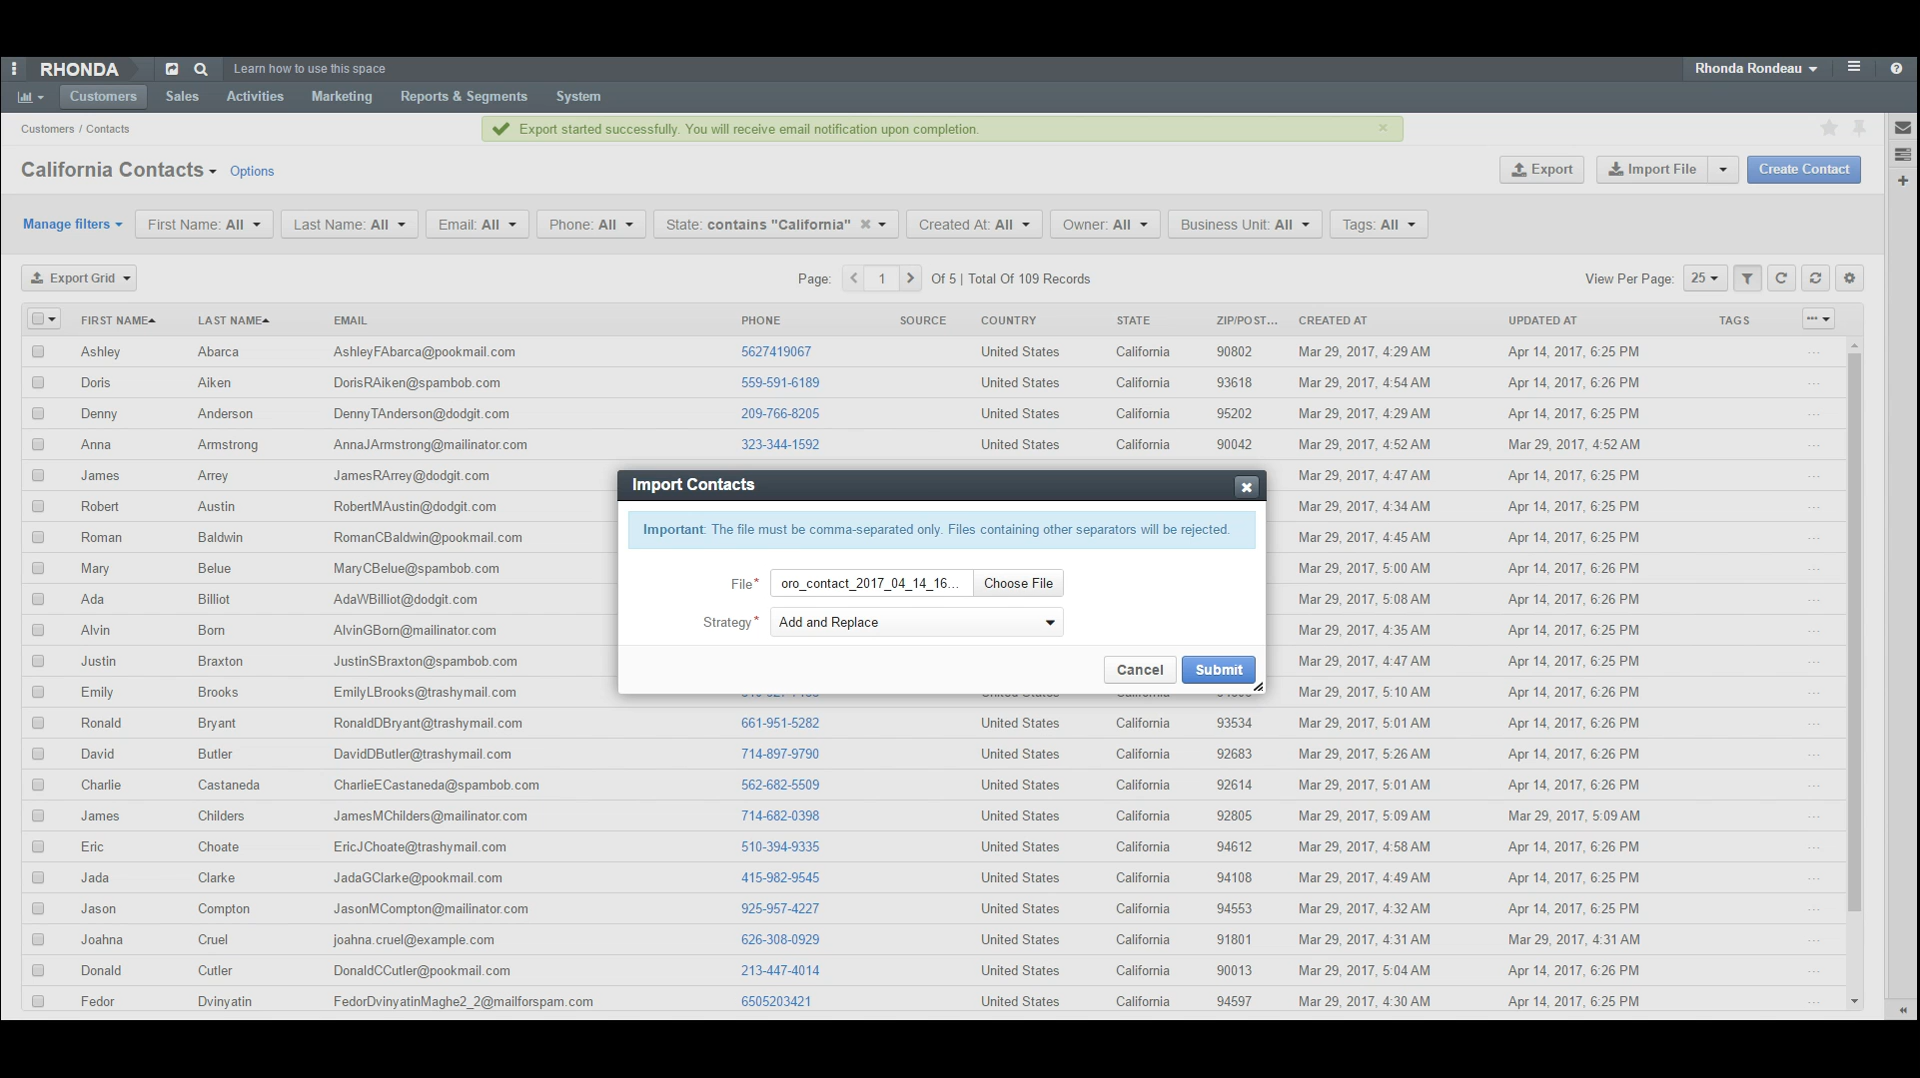 RHONDA Learn how to use this space Rhonda Rondeau
Customers Sales Activities Marketing Reports & Segments System
Customers / Contacts
Export started successfully. You will receive email notification upon completion.
California Contacts Options Export Import File Create Contact
Manage filters First Name: All Last Name: All Email: All Phone: All State: contains "California" Created At: All Owner: All Business Unit: All Tags: All
Export Grid Page: 1 Of 5 | Total Of 109 Records View Per Page: 25
FIRST NAME LAST NAME EMAIL PHONE SOURCE COUNTRY STATE ZIP/POST... CREATED AT UPDATED AT TAGS
Ashley Abarca AshleyFAbarca@pookmail.com 5627419067 United States California 90802 Mar 29, 2017, 4:29 AM Apr 14, 2017, 6:25 PM
Doris Aiken DorisRAiken@spambob.com 559-591-6189 United States California 93618 Mar 29, 2017, 4:54 AM Apr 14, 2017, 6:26 PM
Denny Anderson DennyTAnderson@dodgit.com 209-766-8205 United States California 95202 Mar 29, 2017, 4:29 AM Apr 14, 2017, 6:25 PM
Anna Armstrong AnnaJArmstrong@mailinator.com 323-344-1592 United States California 90042 Mar 29, 2017, 4:52 AM Mar 29, 2017, 4:52 AM
James Arrey JamesRArrey@dodgit.com Mar 29, 2017, 4:47 AM Apr 14, 2017, 6:25 PM
Robert Austin RobertMAustin@dodgit.com Mar 29, 2017, 4:34 AM Apr 14, 2017, 6:25 PM
Roman Baldwin RomanCBaldwin@pookmail.com Mar 29, 2017, 4:45 AM Apr 14, 2017, 6:25 PM
Mary Belue MaryCBelue@spambob.com Mar 29, 2017, 5:00 AM Apr 14, 2017, 6:26 PM
Ada Billiot AdaWBilliot@dodgit.com Mar 29, 2017, 5:08 AM Apr 14, 2017, 6:26 PM
Alvin Born AlvinGBorn@mailinator.com Mar 29, 2017, 4:35 AM Apr 14, 2017, 6:25 PM
Justin Braxton JustinSBraxton@spambob.com Mar 29, 2017, 4:47 AM Apr 14, 2017, 6:25 PM
Emily Brooks EmilyLBrooks@trashymail.com Mar 29, 2017, 5:10 AM Apr 14, 2017, 6:26 PM
Ronald Bryant RonaldDBryant@trashymail.com 661-951-5282 United States California 93534 Mar 29, 2017, 5:01 AM Apr 14, 2017, 6:26 PM
David Butler DavidDButler@trashymail.com 714-897-9790 United States California 92683 Mar 29, 2017, 5:26 AM Apr 14, 2017, 6:26 PM
Charlie Castaneda CharlieECastaneda@spambob.com 562-682-5509 United States California 92614 Mar 29, 2017, 5:01 AM Apr 14, 2017, 6:26 PM
James Childers JamesMChilders@mailinator.com 714-682-0398 United States California 92805 Mar 29, 2017, 5:09 AM Mar 29, 2017, 5:09 AM
Eric Choate EricJChoate@trashymail.com 510-394-9335 United States California 94612 Mar 29, 2017, 4:58 AM Apr 14, 2017, 6:26 PM
Jada Clarke JadaGClarke@pookmail.com 415-982-9545 United States California 94108 Mar 29, 2017, 4:49 AM Apr 14, 2017, 6:25 PM
Jason Compton JasonMCompton@mailinator.com 925-957-4227 United States California 94553 Mar 29, 2017, 4:32 AM Apr 14, 2017, 6:25 PM
Joahna Cruel joahna.cruel@example.com 626-308-0929 United States California 91801 Mar 29, 2017, 4:31 AM Mar 29, 2017, 4:31 AM
Donald Cutler DonaldCCutler@pookmail.com 213-447-4014 United States California 90013 Mar 29, 2017, 5:04 AM Apr 14, 2017, 6:26 PM
Fedor Dvinyatin FedorDvinyatinMaghe2_2@mailforspam.com 6505203421 United States California 94597 Mar 29, 2017, 4:30 AM Apr 14, 2017, 6:25 PM
Import Contacts
Important: The file must be comma-separated only. Files containing other separators will be rejected.
File* oro_contact_2017_04_14_16... Choose File
Strategy* Add and Replace
Cancel Submit